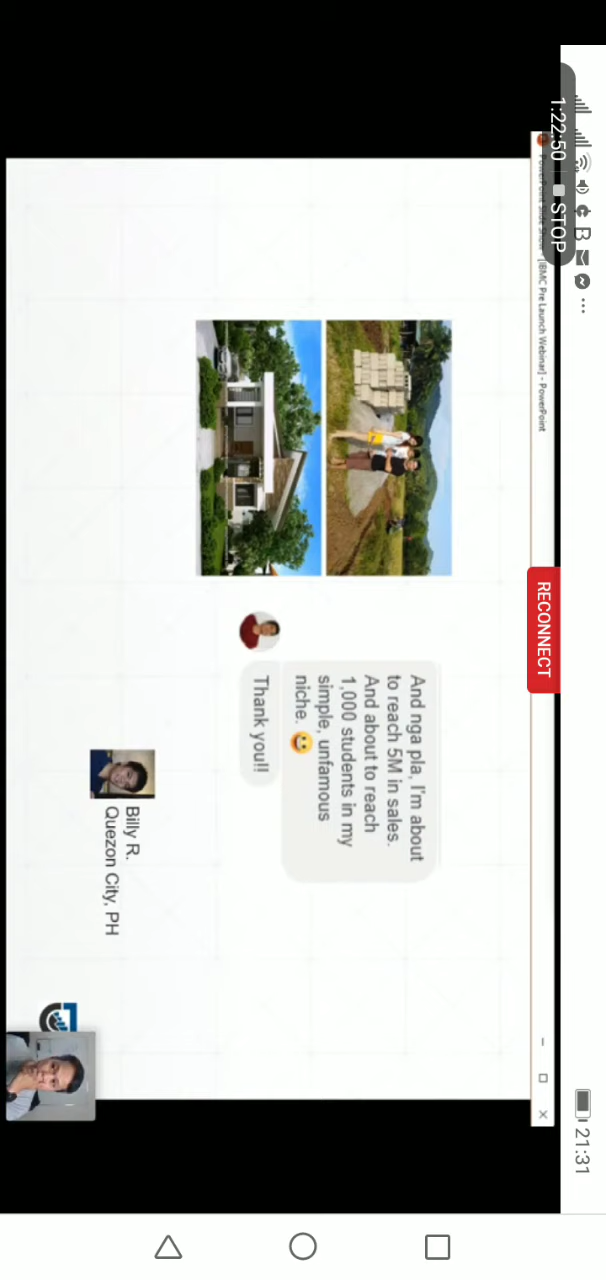 21:31
1:22:50 STOP
PowerPoint Slide Show - [IBMC Pre Launch Webinar] - PowerPoint
RECONNECT
And nga pla, I'm about
to reach 5M in sales.
And about to reach
1,000 students in my
simple, unfamous
niche. 😀
Thank you!!
Billy R.
Quezon City, PH